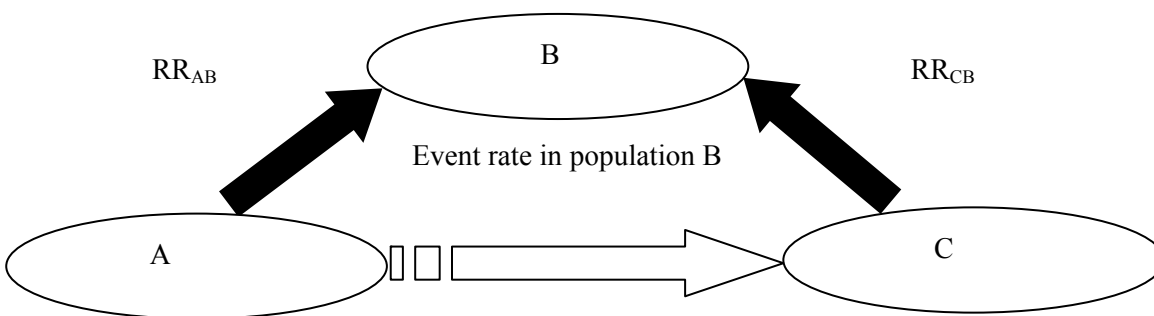 B
RR_AB
RR_CB
Event rate in population B
A
C